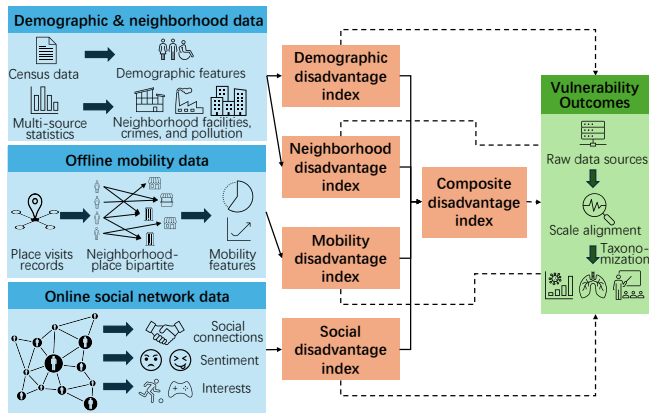 Demographic & neighborhood data
Census data
Demographic features
Multi-source
statistics
Neighborhood facilities,
crimes, and pollution
Offline mobility data
Place visits
records
Neighborhood-
place bipartite
Mobility
features
Online social network data
Social
connections
Sentiment
Interests
Demographic
disadvantage
index
Neighborhood
disadvantage
index
Mobility
disadvantage
index
Social
disadvantage
index
Composite
disadvantage
index
Vulnerability
Outcomes
Raw data sources
Scale alignment
Taxono-
mization